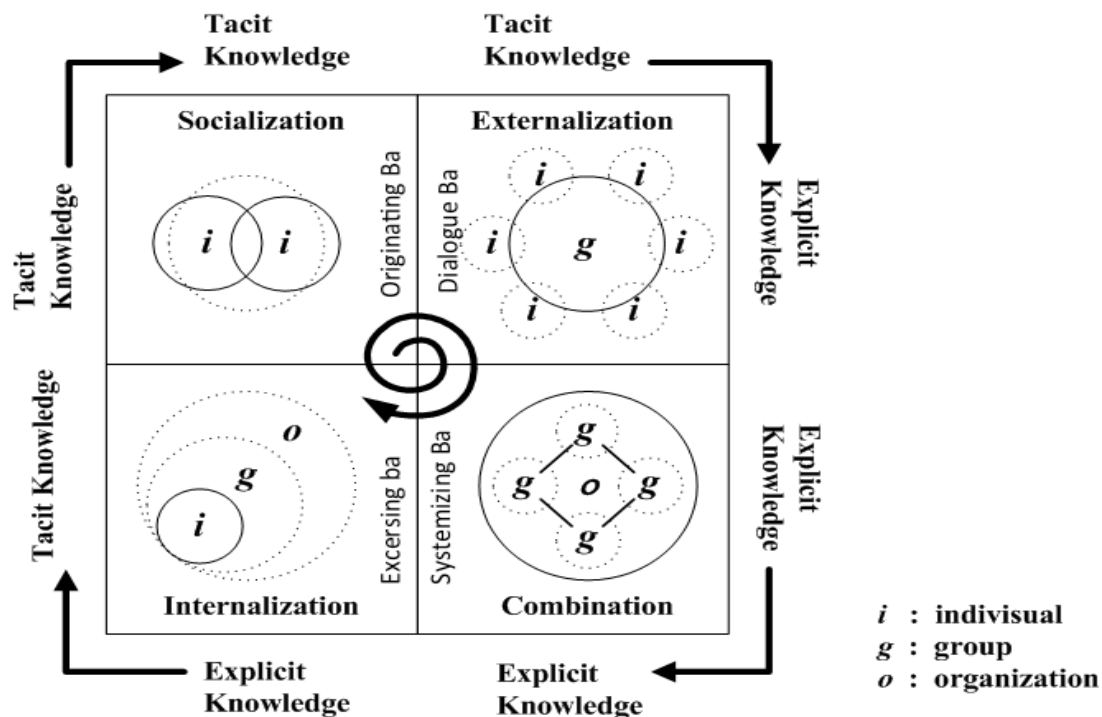 Tacit
Knowledge
Tacit
Knowledge
Socialization
Externalization
Tacit
Knowledge
i
i
Originating Ba
Dialogue Ba
i
i
i
g
i
i
i
Explicit
Knowledge
Tacit Knowledge
o
g
i
Excersing ba
Systemizing Ba
g
g
o
g
g
Explicit
Knowledge
Internalization
Combination
Explicit
Knowledge
Explicit
Knowledge
i : indivisual
g : group
o : organization